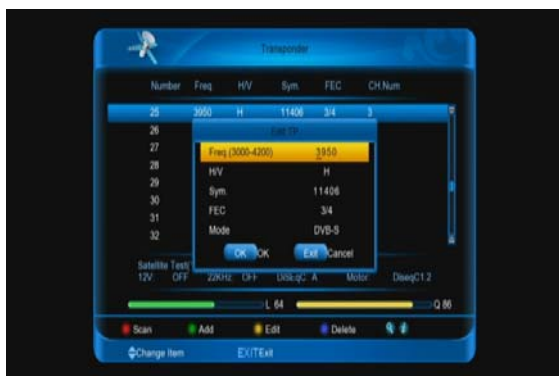 Transponder
Number Freq. H/V Sym. FEC CH.Num
25 3950 H 11406 3/4 3
26
27
28
29
30
31
32
Edit TP
Freq.(3000-4200) 3950
H/V H
Sym. 11406
FEC 3/4
Mode DVB-S
OK OK Exit Cancel
Satellite Test
12V: OFF 22KHz: OFF DiSEqC: A Motor: DiseqC1.2
L 64 Q 86
Scan Add Edit Delete
Change Item EXIT Exit